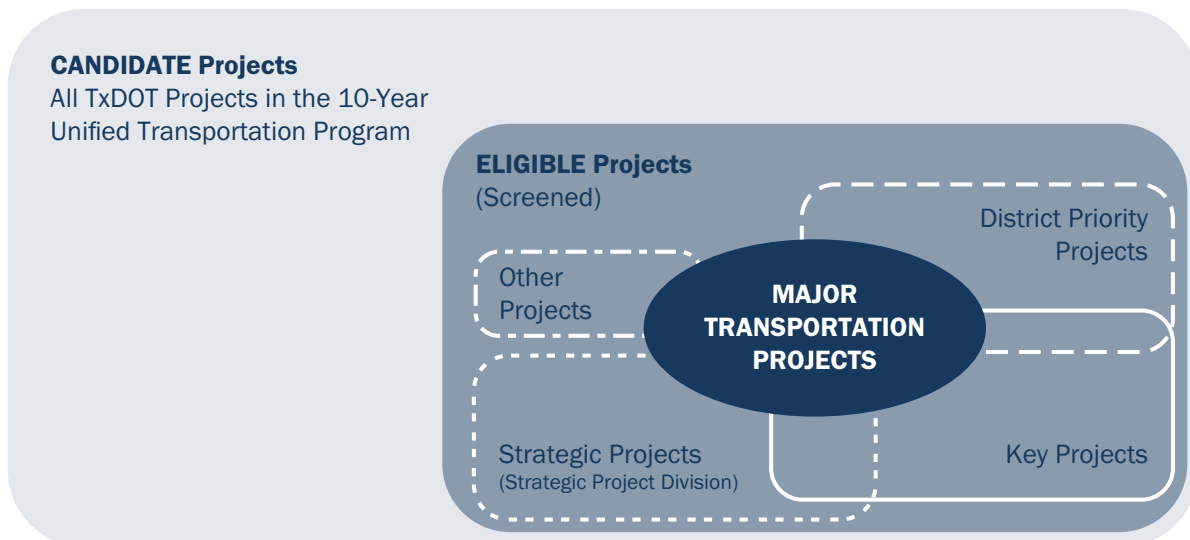 CANDIDATE Projects
All TxDOT Projects in the 10-Year
Unified Transportation Program
ELIGIBLE Projects
(Screened)
District Priority
Projects
Other
Projects
MAJOR
TRANSPORTATION
PROJECTS
Strategic Projects
(Strategic Project Division)
Key Projects